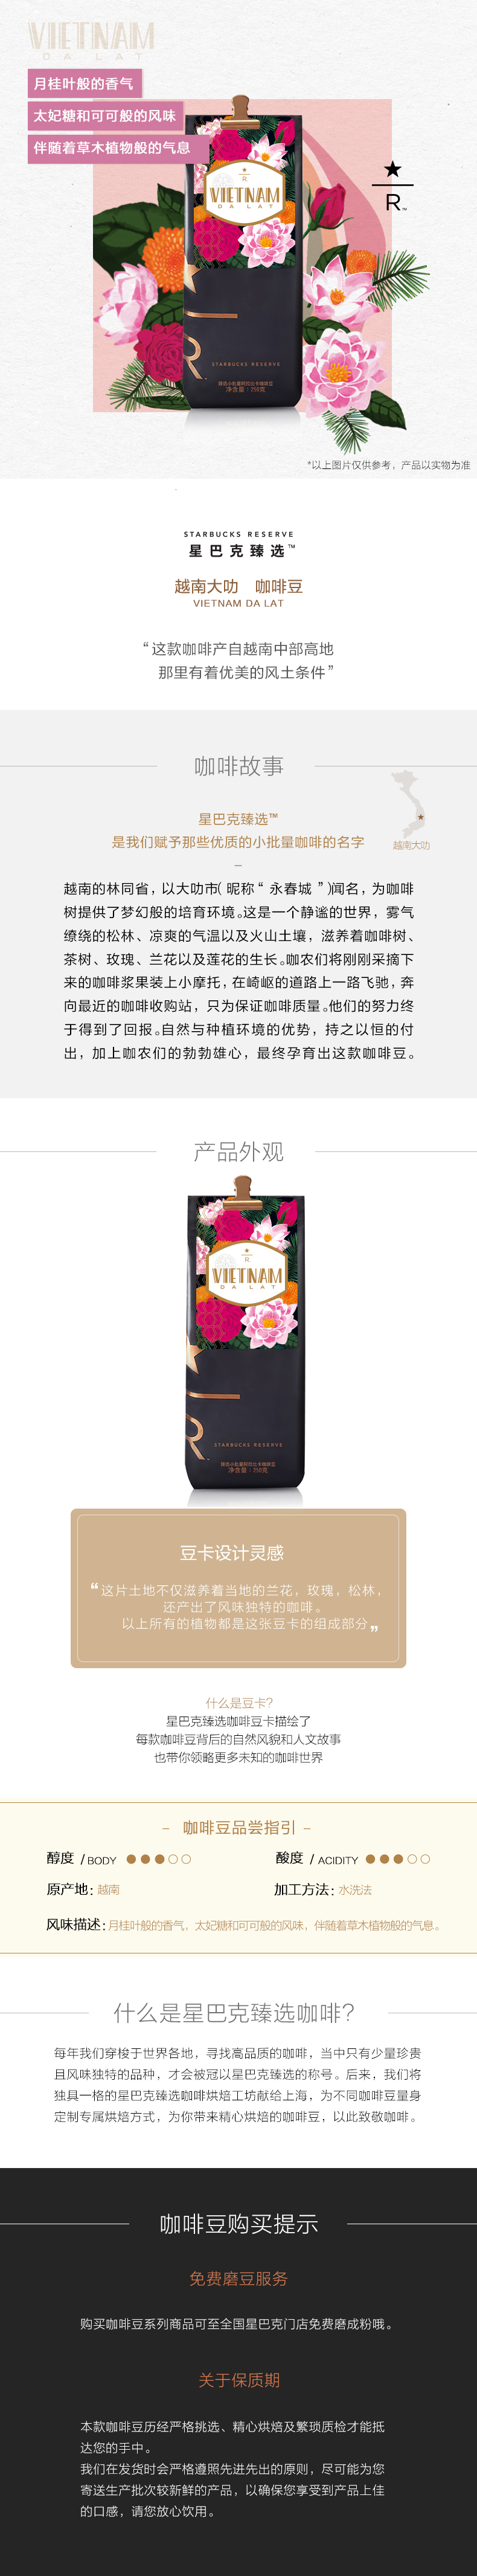 VIETNAM
DA LAT
月桂叶般的香气
太妃糖和可可般的风味
伴随着草木植物般的气息
★
R™
★
R
VIETNAM
DA LAT
R
STARBUCKS RESERVE
臻选小批量阿拉比卡咖啡豆
净含量：250克
*以上图片仅供参考，产品以实物为准
STARBUCKS RESERVE
星巴克臻选™
越南大叻 咖啡豆
VIETNAM DA LAT
“这款咖啡产自越南中部高地
那里有着优美的风土条件”
咖啡故事
星巴克臻选™
是我们赋予那些优质的小批量咖啡的名字
越南大叻
越南的林同省，以大叻市（昵称“永春城”）闻名，为咖啡
树提供了梦幻般的培育环境。这是一个静谧的世界，雾气
缭绕的松林、凉爽的气温以及火山土壤，滋养着咖啡树、
茶树、玫瑰、兰花以及莲花的生长。咖农们将刚刚采摘下
来的咖啡浆果装上小摩托，在崎岖的道路上一路飞驰，奔
向最近的咖啡收购站，只为保证咖啡质量。他们的努力终
于得到了回报。自然与种植环境的优势，持之以恒的付
出，加上咖农们的勃勃雄心，最终孕育出这款咖啡豆。
产品外观
★
R
VIETNAM
DA LAT
R
STARBUCKS RESERVE
臻选小批量阿拉比卡咖啡豆
净含量：250克
豆卡设计灵感
“这片土地不仅滋养着当地的兰花，玫瑰，松林，
还产出了风味独特的咖啡。
以上所有的植物都是这张豆卡的组成部分”
什么是豆卡？
星巴克臻选咖啡豆卡描绘了
每款咖啡豆背后的自然风貌和人文故事
也带你领略更多未知的咖啡世界
– 咖啡豆品尝指引 –
醇度 / BODY ●●●○○ 酸度 / ACIDITY ●●●○○
原产地：越南 加工方法：水洗法
风味描述：月桂叶般的香气，太妃糖和可可般的风味，伴随着草木植物般的气息。
什么是星巴克臻选咖啡？
每年我们穿梭于世界各地，寻找高品质的咖啡，当中只有少量珍贵
且风味独特的品种，才会被冠以星巴克臻选的称号。后来，我们将
独具一格的星巴克臻选咖啡烘焙工坊献给上海，为不同咖啡豆量身
定制专属烘焙方式，为你带来精心烘焙的咖啡豆，以此致敬咖啡。
咖啡豆购买提示
免费磨豆服务
购买咖啡豆系列商品可至全国星巴克门店免费磨成粉哦。
关于保质期
本款咖啡豆历经严格挑选、精心烘焙及繁琐质检才能抵
达您的手中。
我们在发货时会严格遵照先进先出的原则，尽可能为您
寄送生产批次较新鲜的产品，以确保您享受到产品上佳
的口感，请您放心饮用。